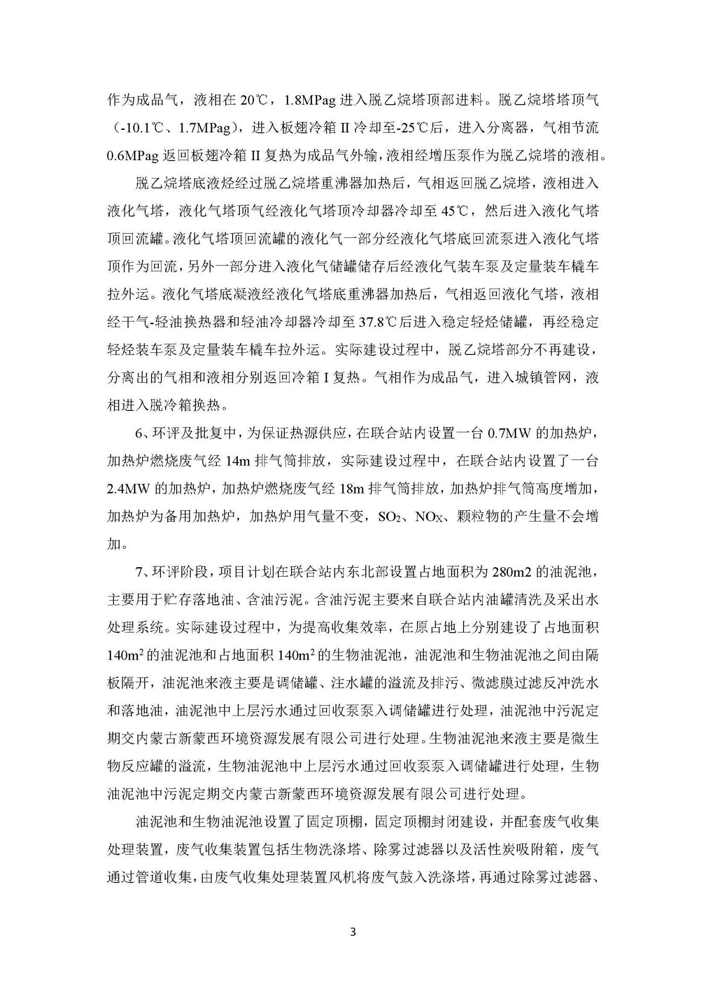 作为成品气，液相在 20℃，1.8MPag 进入脱乙烷塔顶部进料。脱乙烷塔塔顶气
（-10.1℃、1.7MPag），进入板翅冷箱 II 冷却至-25℃后，进入分离器，气相节流
0.6MPag 返回板翅冷箱 II 复热为成品气外输，液相经增压泵作为脱乙烷塔的液相。
脱乙烷塔底液烃经过脱乙烷塔重沸器加热后，气相返回脱乙烷塔，液相进入
液化气塔，液化气塔顶气经液化气塔顶冷却器冷却至 45℃，然后进入液化气塔
顶回流罐。液化气塔顶回流罐的液化气一部分经液化气塔底回流泵进入液化气塔
顶作为回流，另外一部分进入液化气储罐储存后经液化气装车泵及定量装车橇车
拉外运。液化气塔底凝液经液化气塔底重沸器加热后，气相返回液化气塔，液相
经干气-轻油换热器和轻油冷却器冷却至 37.8℃后进入稳定轻烃储罐，再经稳定
轻烃装车泵及定量装车橇车拉外运。实际建设过程中，脱乙烷塔部分不再建设，
分离出的气相和液相分别返回冷箱 I 复热。气相作为成品气，进入城镇管网，液
相进入脱冷箱换热。
6、环评及批复中，为保证热源供应，在联合站内设置一台 0.7MW 的加热炉，
加热炉燃烧废气经 14m 排气筒排放，实际建设过程中，在联合站内设置了一台
2.4MW 的加热炉，加热炉燃烧废气经 18m 排气筒排放，加热炉排气筒高度增加，
加热炉为备用加热炉，加热炉用气量不变，SO₂、NOX、颗粒物的产生量不会增
加。
7、环评阶段，项目计划在联合站内东北部设置占地面积为 280m2 的油泥池，
主要用于贮存落地油、含油污泥。含油污泥主要来自联合站内油罐清洗及采出水
处理系统。实际建设过程中，为提高收集效率，在原占地上分别建设了占地面积
140m²的油泥池和占地面积 140m²的生物油泥池，油泥池和生物油泥池之间由隔
板隔开，油泥池来液主要是调储罐、注水罐的溢流及排污、微滤膜过滤反冲洗水
和落地油，油泥池中上层污水通过回收泵泵入调储罐进行处理，油泥池中污泥定
期交内蒙古新蒙西环境资源发展有限公司进行处理。生物油泥池来液主要是微生
物反应罐的溢流，生物油泥池中上层污水通过回收泵泵入调储罐进行处理，生物
油泥池中污泥定期交内蒙古新蒙西环境资源发展有限公司进行处理。
油泥池和生物油泥池设置了固定顶棚，固定顶棚封闭建设，并配套废气收集
处理装置，废气收集装置包括生物洗涤塔、除雾过滤器以及活性炭吸附箱，废气
通过管道收集，由废气收集处理装置风机将废气鼓入洗涤塔，再通过除雾过滤器、
3